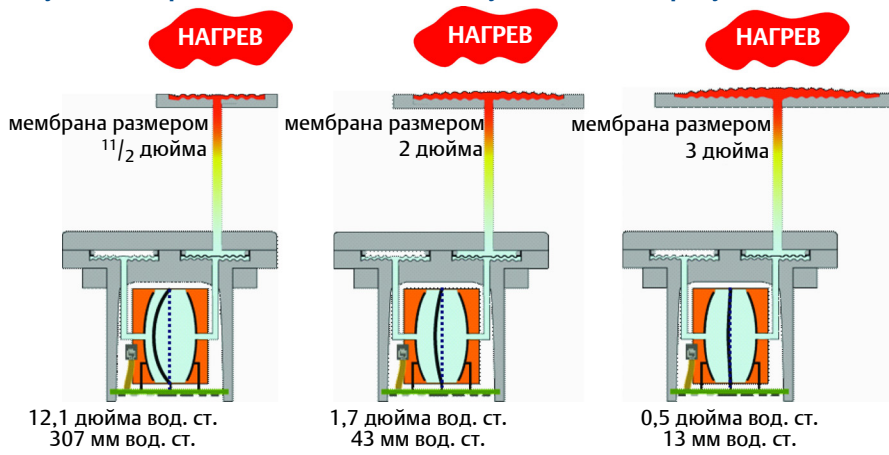 НАГРЕВ
НАГРЕВ
НАГРЕВ
мембрана размером
11/2 дюйма
мембрана размером
2 дюйма
мембрана размером
3 дюйма
12,1 дюйма вод. ст.
307 мм вод. ст.
1,7 дюйма вод. ст.
43 мм вод. ст.
0,5 дюйма вод. ст.
13 мм вод. ст.